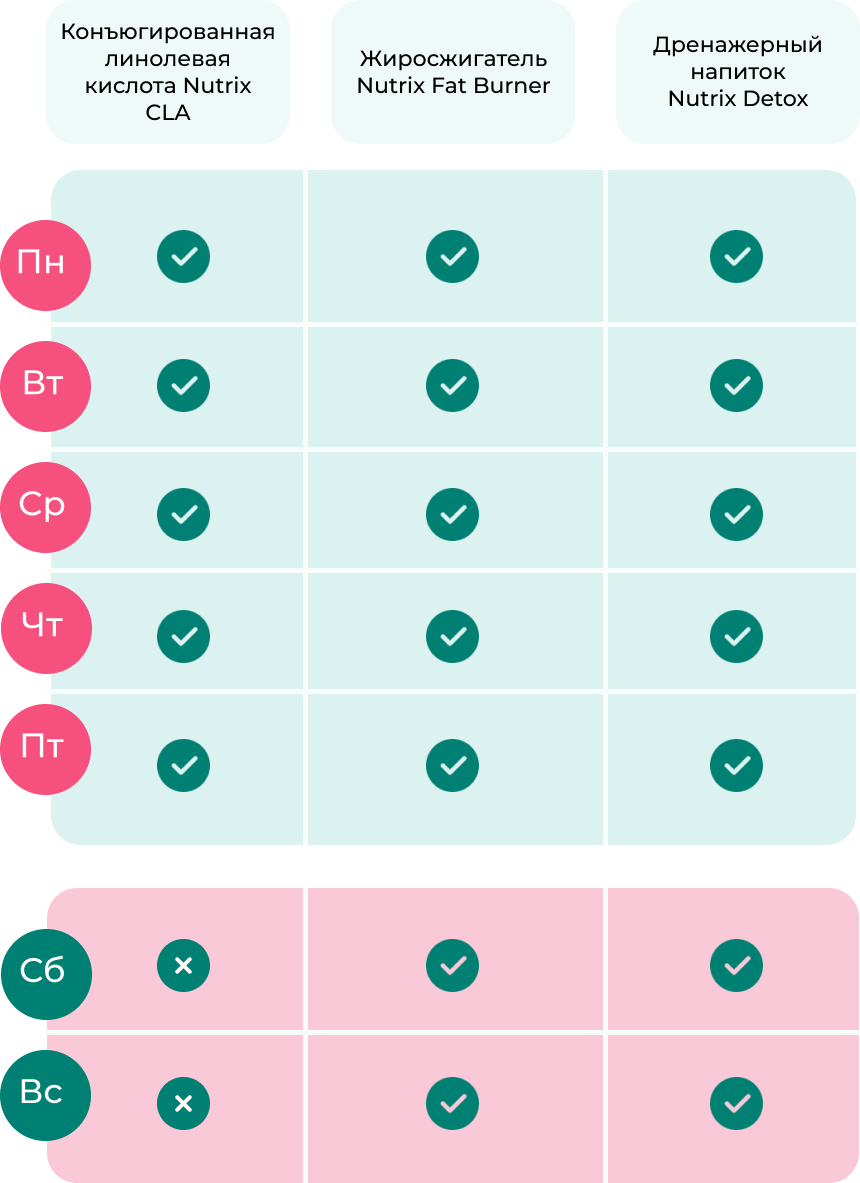 Конъюгированная
линолевая
кислота Nutrix
CLA
Жиросжигатель
Nutrix Fat Burner
Дренажерный
напиток
Nutrix Detox
Пн
Вт
Ср
Чт
Пт
Сб
Вс